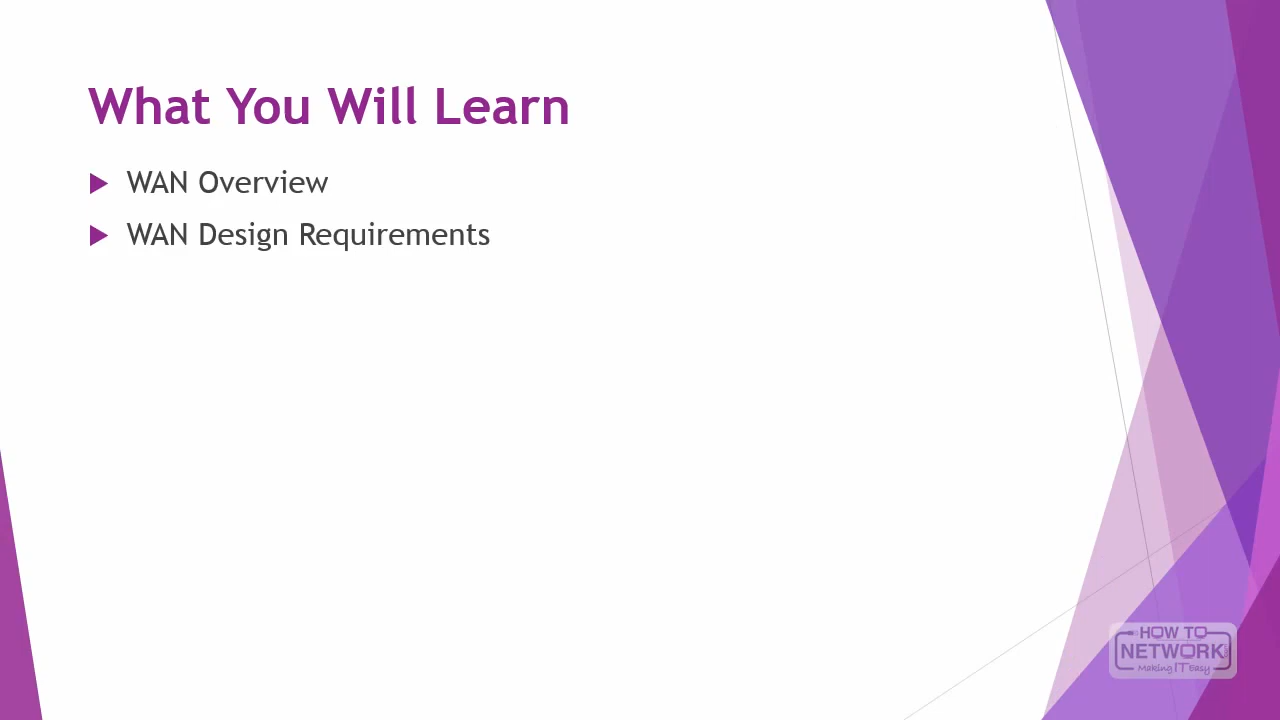 What You Will Learn
WAN Overview
WAN Design Requirements
HOW TO
NETWORK
Making IT Easy